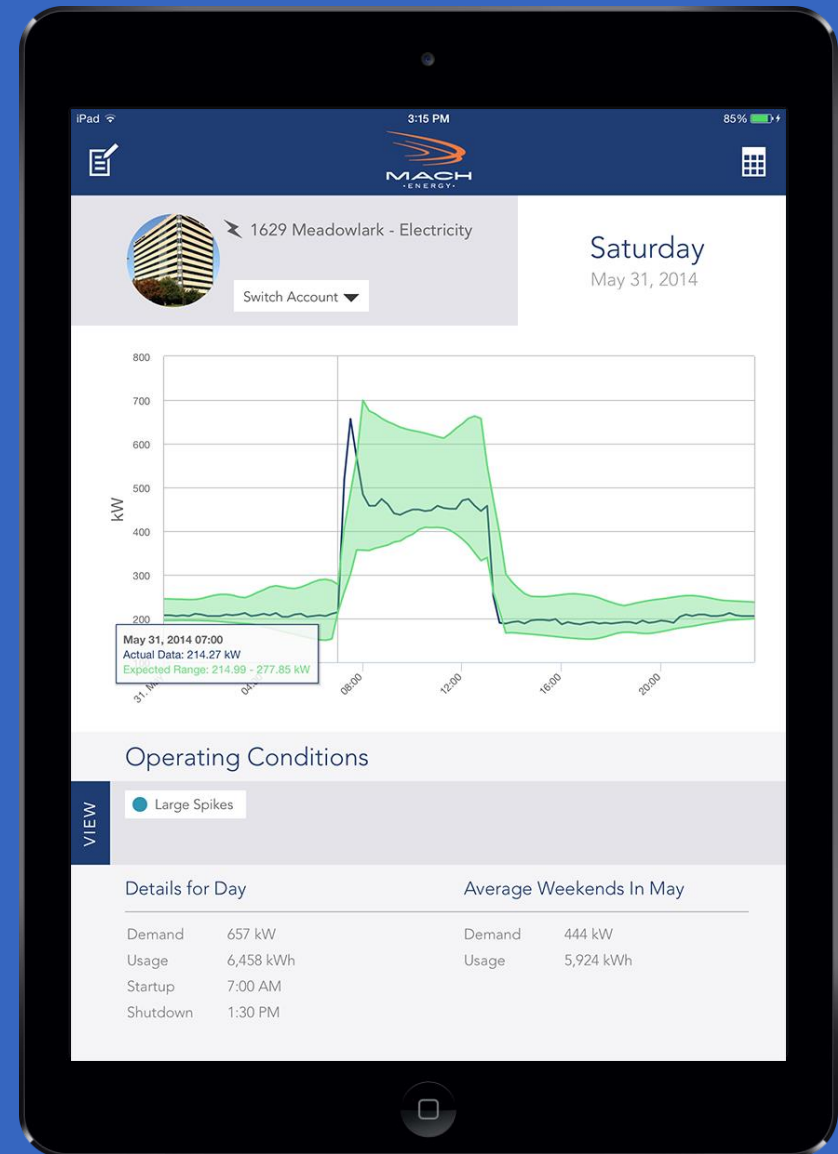 iPad
3:15 PM
85%
MACH
·ENERGY·
1629 Meadowlark - Electricity
Switch Account
Saturday
May 31, 2014
800
700
600
500
400
300
200
kW
May 31, 2014 07:00
Actual Data: 214.27 kW
Expected Range: 214.99 - 277.85 kW
08:00
12:00
16:00
20:00
Operating Conditions
VIEW
Large Spikes
Details for Day
Demand 657 kW
Usage 6,458 kWh
Startup 7:00 AM
Shutdown 1:30 PM
Average Weekends In May
Demand 444 kW
Usage 5,924 kWh